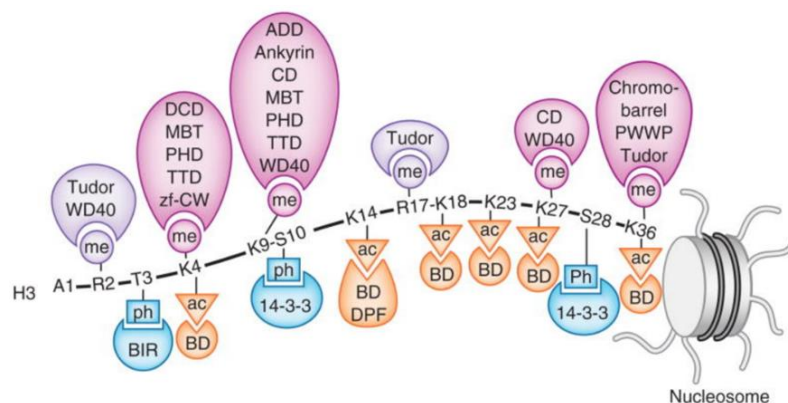 ADD
Ankyrin
CD
MBT
PHD
TTD
WD40
me
DCD
MBT
PHD
TTD
zf-CW
me
Tudor
WD40
me
Tudor
me
CD
WD40
me
Chromo-
barrel
PWWP
Tudor
me
H3 A1-R2-T3-K4 K9-S10 K14 R17-K18 K23 K27-S28-K36
ph
BIR
ac
BD
ph
14-3-3
ac
BD
DPF
ac
BD
ac
BD
ac
BD
Ph
14-3-3
ac
BD
Nucleosome